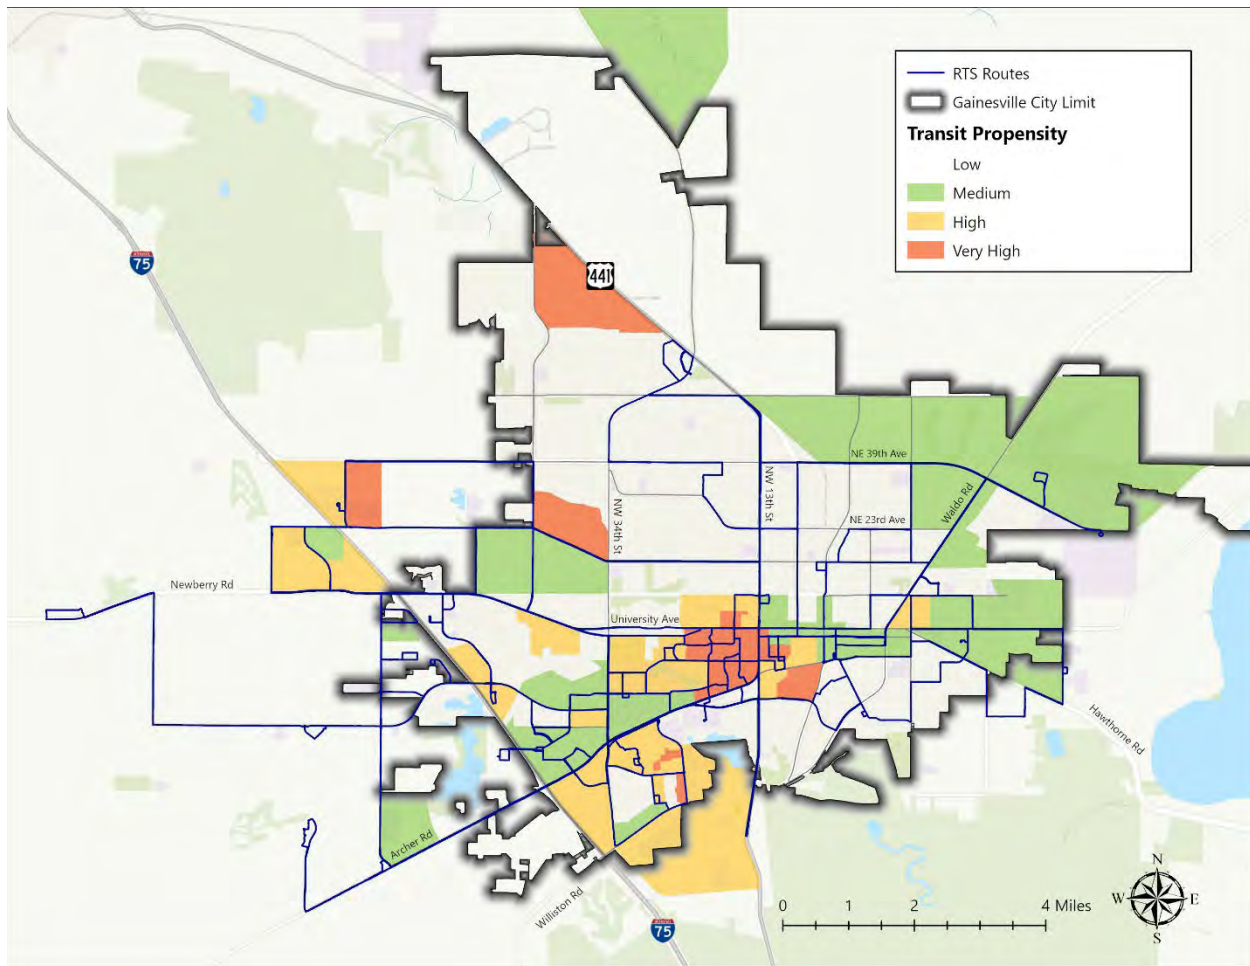 RTS Routes
Gainesville City Limit
Transit Propensity
Low
Medium
High
Very High
75
441
NE 39th Ave
NW 13th St
Waldo Rd
NW 34th St
NE 23rd Ave
Newberry Rd
University Ave
Hawthorne Rd
Archer Rd
Williston Rd
75
0 1 2 4 Miles
N
W E
S